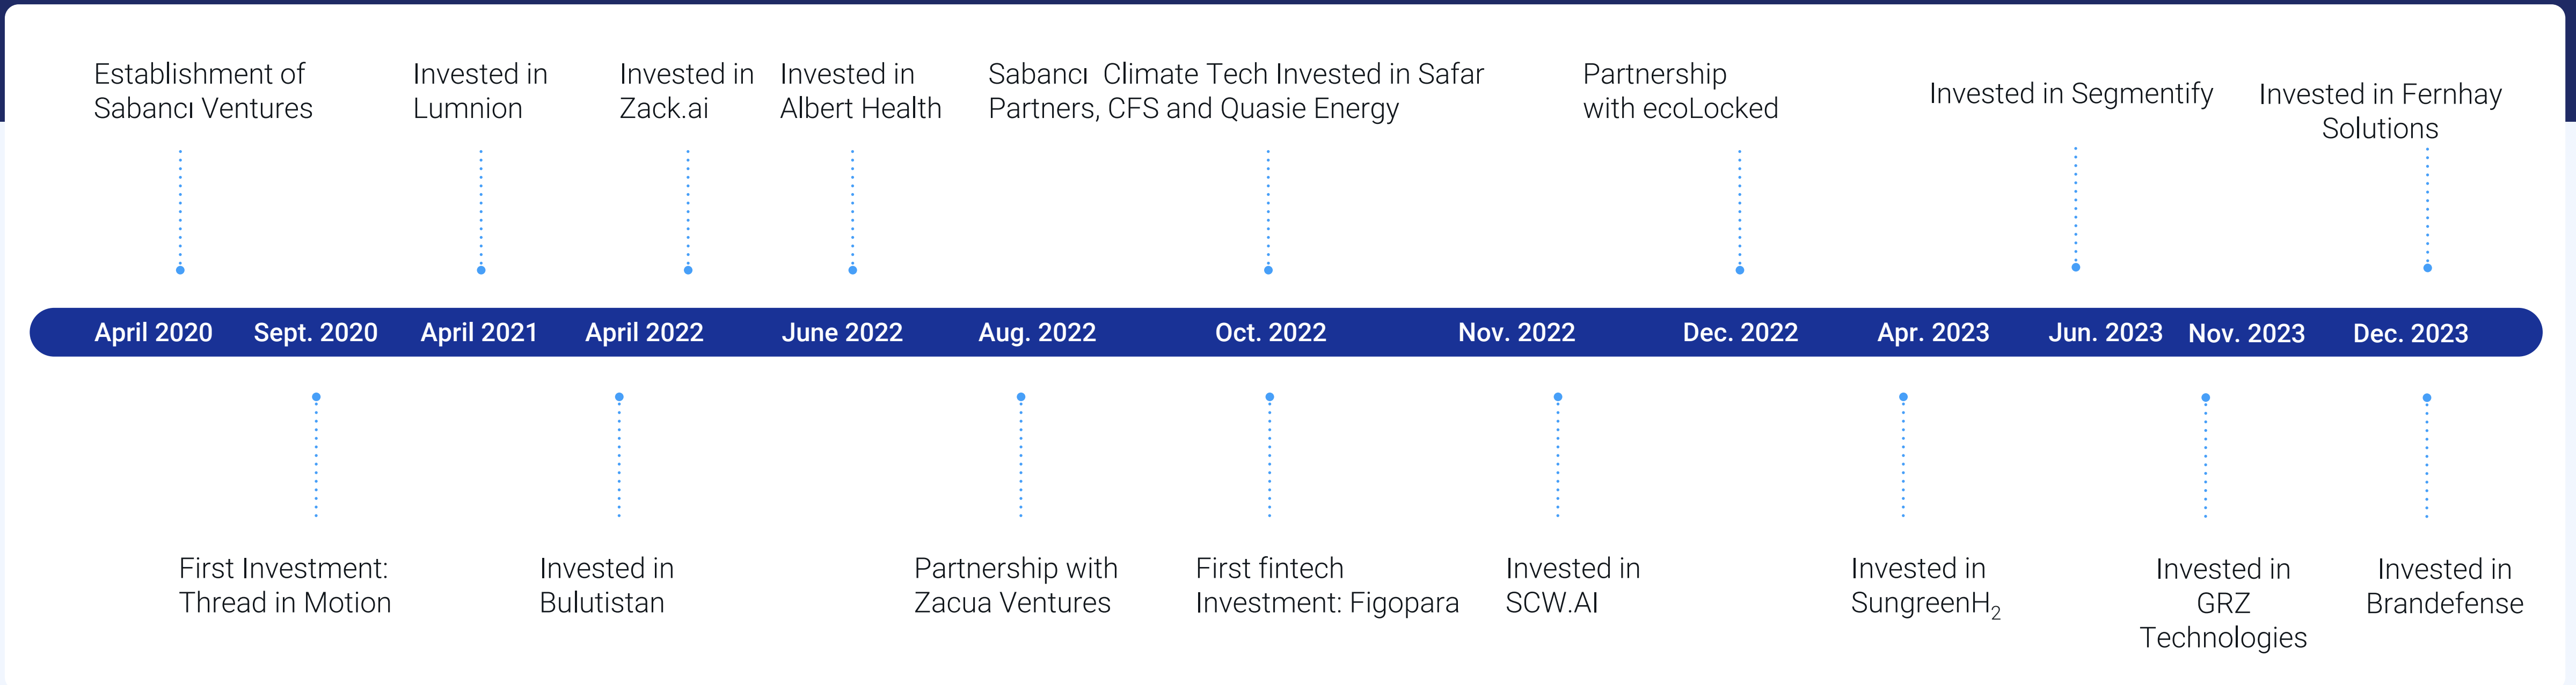 Establishment of
Sabancı Ventures
Invested in
Lumnion
Invested in
Zack.ai
Invested in
Albert Health
Sabancı Climate Tech Invested in Safar
Partners, CFS and Quasie Energy
Partnership
with ecoLocked
Invested in Segmentify
Invested in Fernhay
Solutions
April 2020 Sept. 2020 April 2021 April 2022 June 2022 Aug. 2022 Oct. 2022 Nov. 2022 Dec. 2022 Apr. 2023 Jun. 2023 Nov. 2023 Dec. 2023
First Investment:
Thread in Motion
Invested in
Bulutistan
Partnership with
Zacua Ventures
First fintech
Investment: Figopara
Invested in
SCW.AI
Invested in
SungreenH₂
Invested in
GRZ
Technologies
Invested in
Brandefense